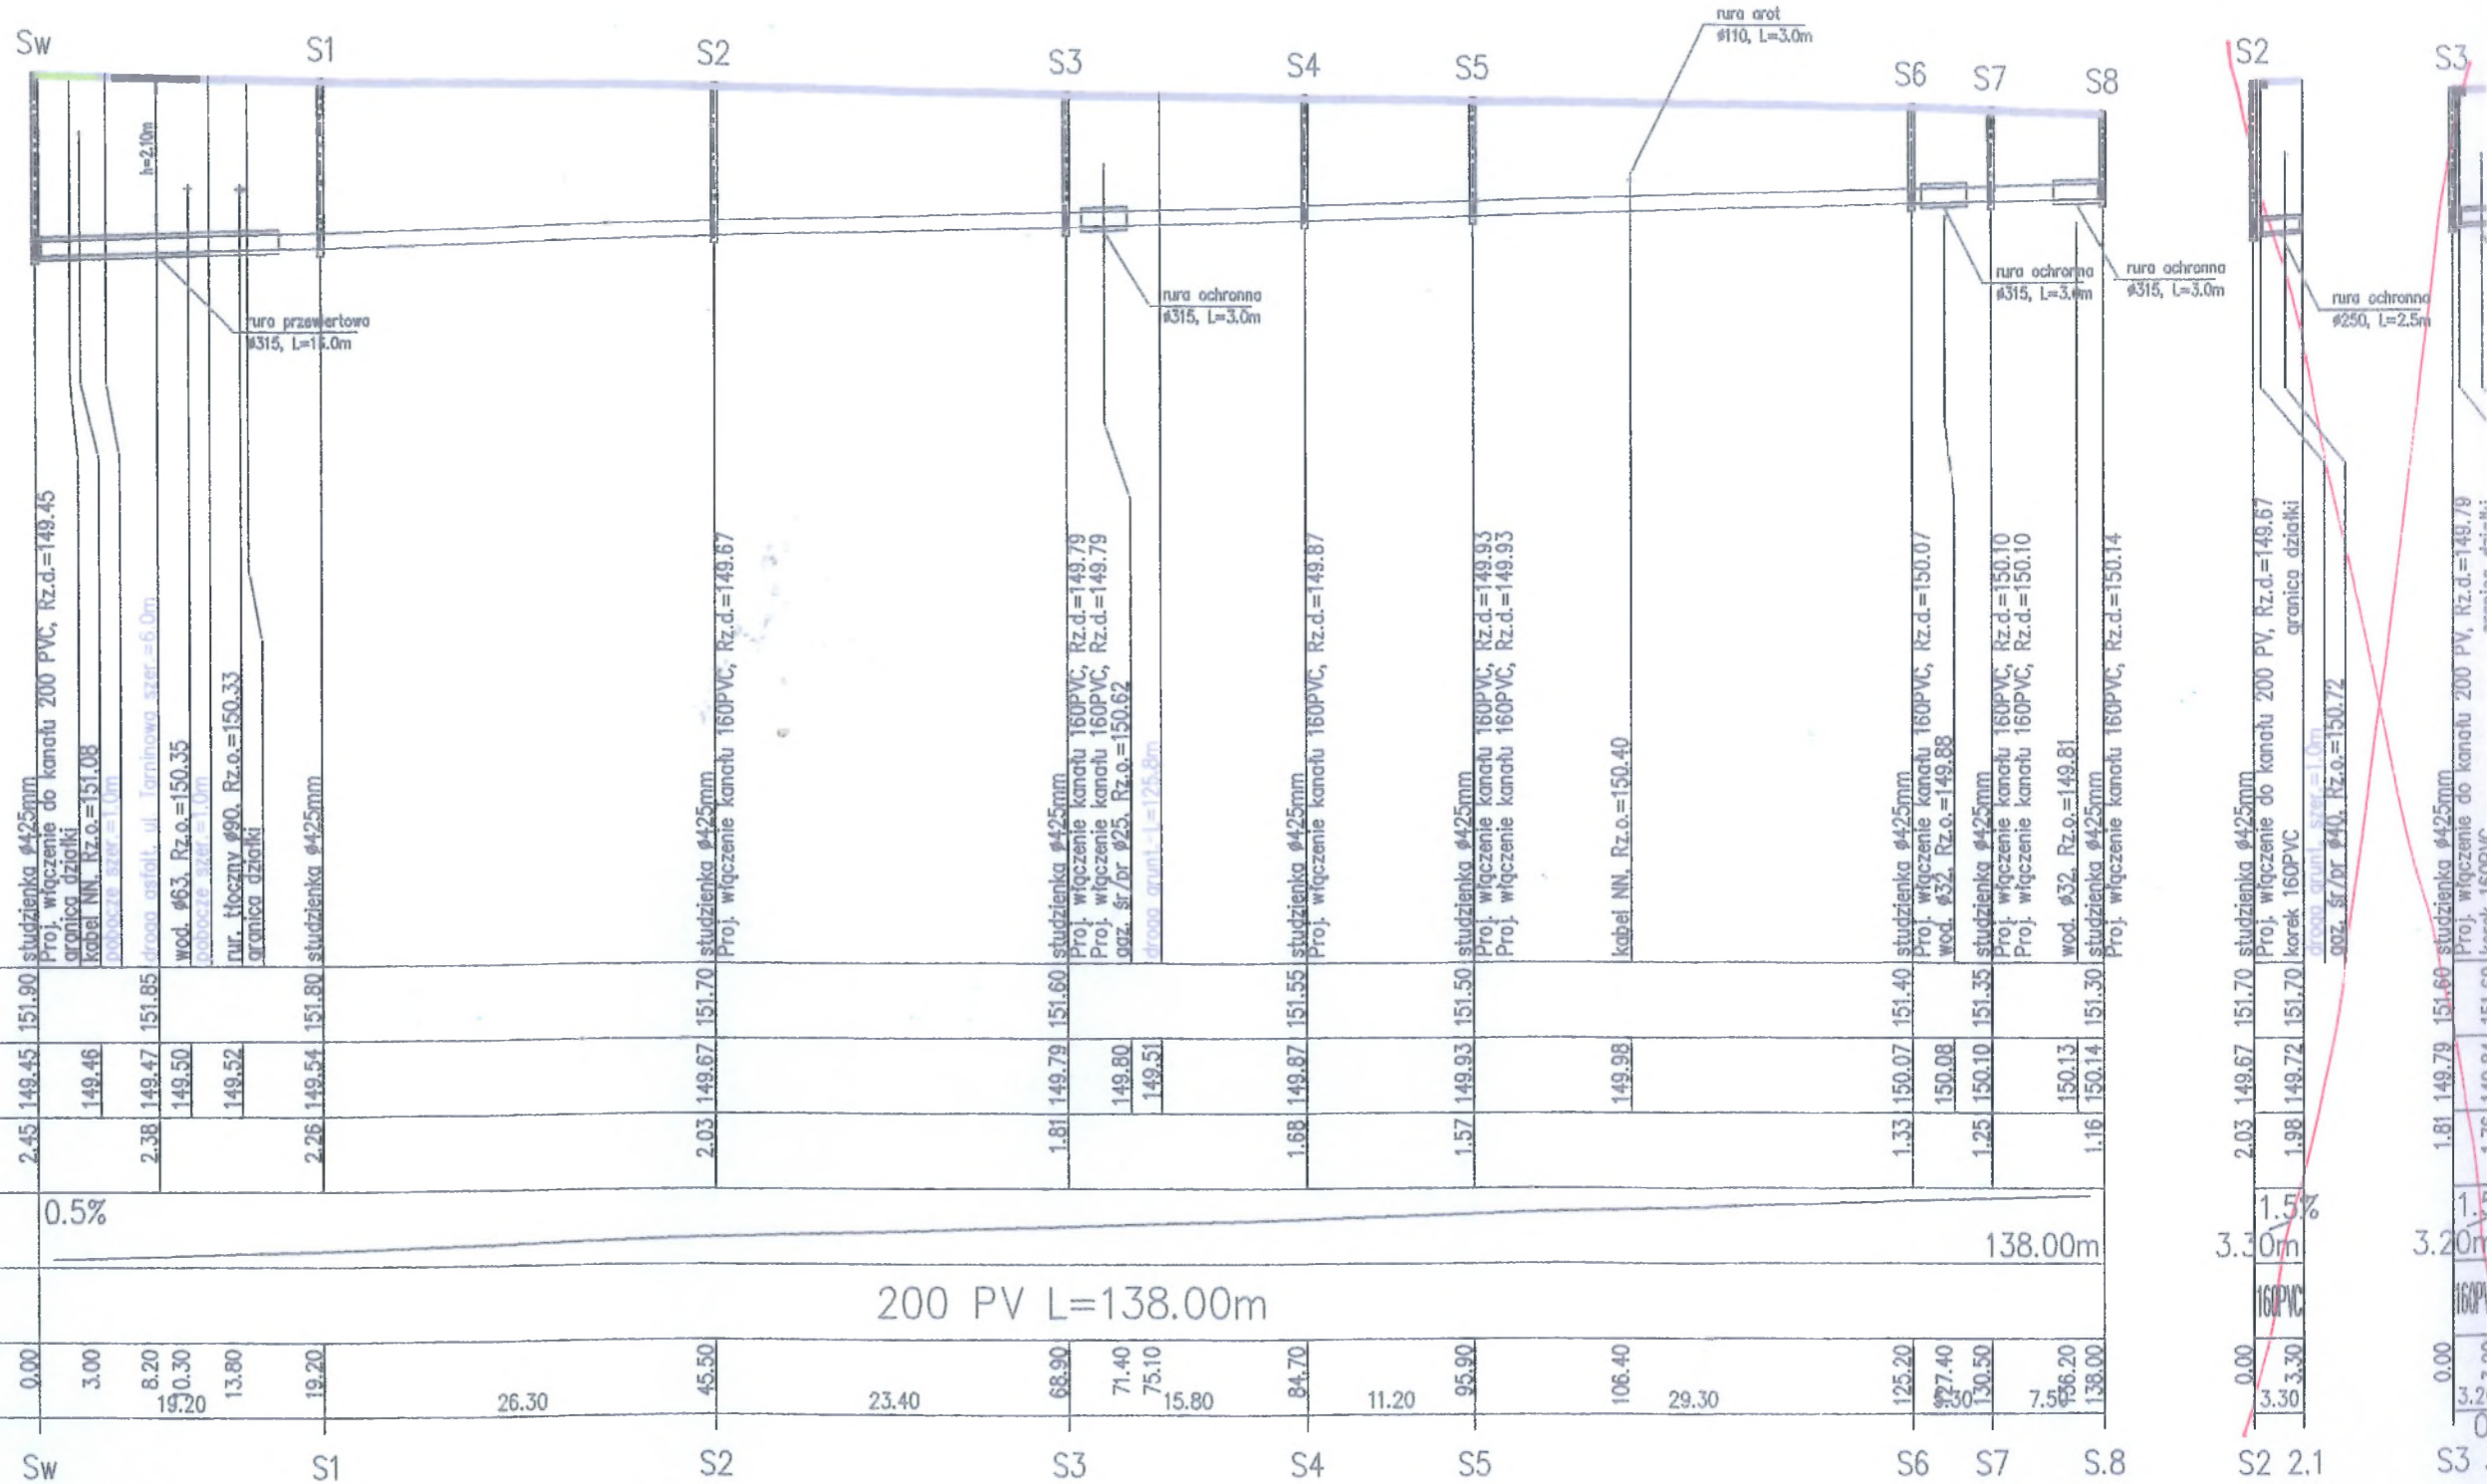 Sw
S1
S2
S3
S4
S5
S6
S7
S8
S2
S3
rura arot
ø110, L=3.0m
h=2.10m
rura przewiertowa
ø315, L=15.0m
rura ochronna
ø315, L=3.0m
rura ochronna
ø315, L=3.0m
rura ochronna
ø315, L=3.0m
rura ochronna
ø250, L=2.5m
studzienka ø425mm
Proj. włączenie do kanału 200 PVC, Rz.d.=149.45
granica działki
kabel NN, Rz.o.=151.08
pobocze szer.=1.0m
droga asfalt. ul. Tarninowa szer.=6.0m
wod. ø63, Rz.o.=150.35
pobocze szer.=1.0m
rur. tłoczny ø90, Rz.o.=150.33
granica działki
studzienka ø425mm
studzienka ø425mm
Proj. włączenie kanału 160PVC, Rz.d.=149.67
studzienka ø425mm
Proj. włączenie kanału 160PVC, Rz.d.=149.79
Proj. włączenie kanału 160PVC, Rz.d.=149.79
gaz. śr/pr ø25, Rz.o.=150.62
droga grunt.-L=125.8m
studzienka ø425mm
Proj. włączenie kanału 160PVC, Rz.d.=149.87
studzienka ø425mm
Proj. włączenie kanału 160PVC, Rz.d.=149.93
Proj. włączenie kanału 160PVC, Rz.d.=149.93
kabel NN, Rz.o.=150.40
studzienka ø425mm
Proj. włączenie kanału 160PVC, Rz.d.=150.07
wod. ø32, Rz.o.=149.88
studzienka ø425mm
Proj. włączenie kanału 160PVC, Rz.d.=150.10
Proj. włączenie kanału 160PVC, Rz.d.=150.10
wod. ø32, Rz.o.=149.81
studzienka ø425mm
Proj. włączenie kanału 160PVC, Rz.d.=150.14
studzienka ø425mm
Proj. włączenie do kanału 200 PV, Rz.d.=149.67
korek 160PVC granica działki
droga grunt. szer.=1.0m
gaz. śr/pr ø40, Rz.o.=150.72
studzienka ø425mm
Proj. włączenie do kanału 200 PV, Rz.d.=149.79
151.90 151.85 151.80 151.70 151.60 151.55 151.50 151.40 151.35 151.30 151.70 151.70 151.60
149.45 149.46 149.47 149.50 149.52 149.54 149.67 149.79 149.80 149.51 149.87 149.93 149.98 150.07 150.08 150.10 150.13 150.14 149.67 149.72 149.79
2.45 2.38 2.26 2.03 1.81 1.68 1.57 1.33 1.25 1.16 2.03 1.98 1.81
0.5% 138.00m 1.5% 3.30m 3.20m
200 PV L=138.00m 160PVC
0.00 3.00 8.20 10.30 13.80 19.20 45.50 68.90 71.40 75.10 84.70 95.90 106.40 125.20 127.40 130.50 136.20 138.00 0.00 3.30 0.00
19.20 26.30 23.40 15.80 11.20 29.30 5.30 7.50 3.30
Sw S1 S2 S3 S4 S5 S6 S7 S.8 S2 2.1 S3